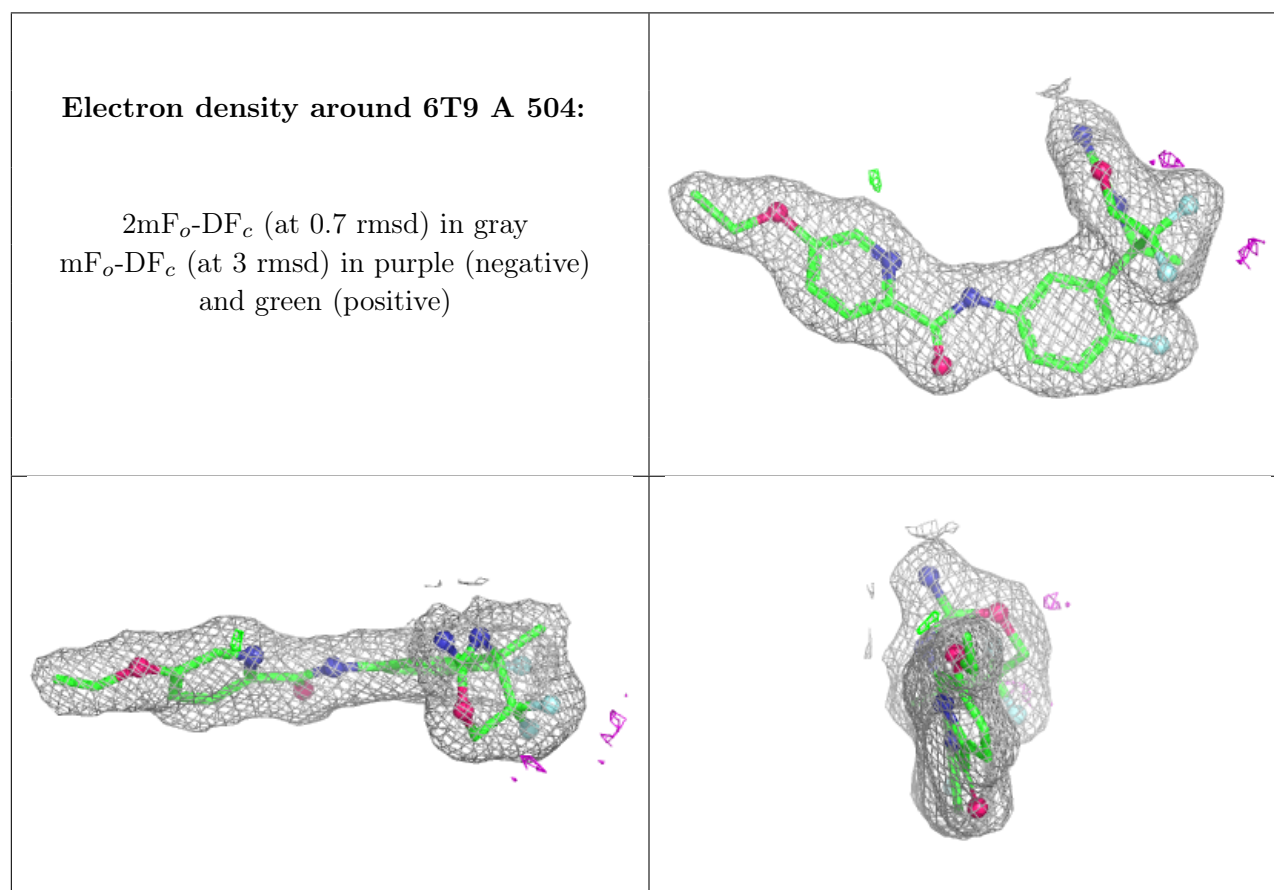 Electron density around 6T9 A 504:
2mFₒ-DF𝑐 (at 0.7 rmsd) in gray
mFₒ-DF𝑐 (at 3 rmsd) in purple (negative)
and green (positive)